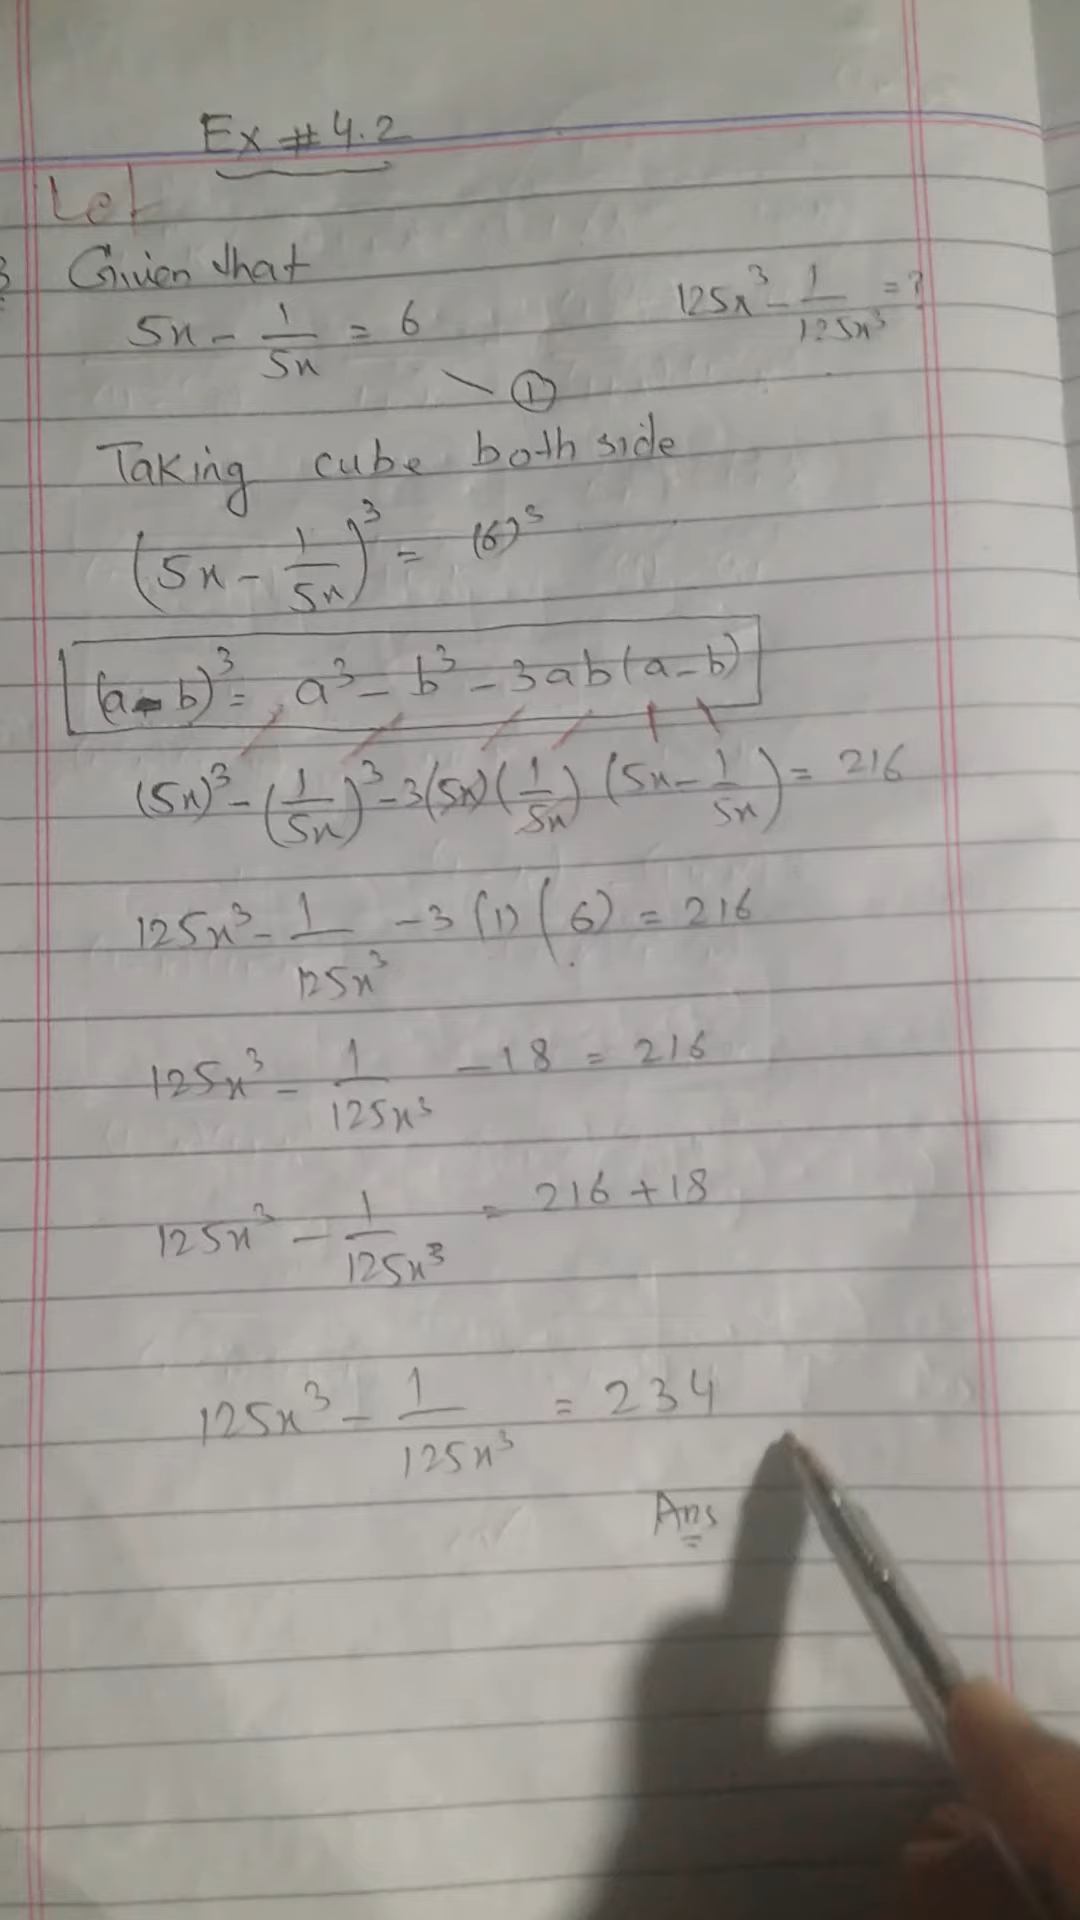 Ex # 4.2
Let
3 Given that
5x - 1/5x = 6 125x³ - 1/125x³ = ?
①
Taking cube both side
(5x - 1/5x)³ = (6)³
(a - b)³ = a³ - b³ - 3ab(a - b)
(5x)³ - (1/5x)³ - 3(5x)(1/5x)(5x - 1/5x) = 216
125x³ - 1/125x³ - 3(1)(6) = 216
125x³ - 1/125x³ - 18 = 216
125x³ - 1/125x³ = 216 + 18
125x³ - 1/125x³ = 234
Ans